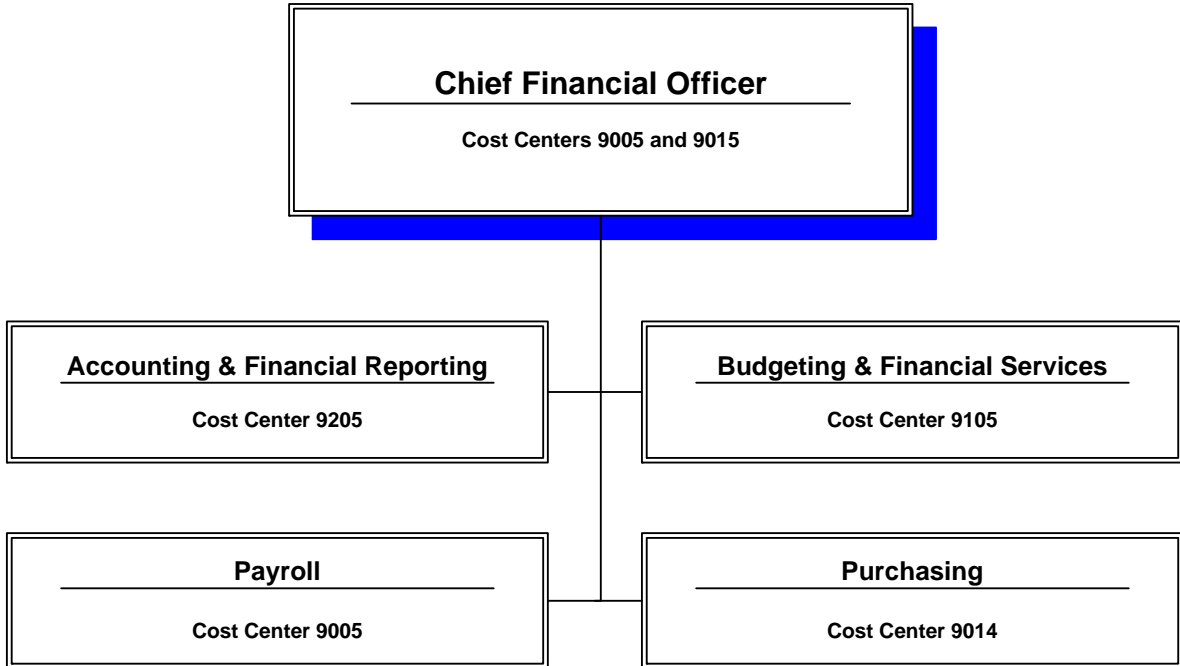 Chief Financial Officer
Cost Centers 9005 and 9015
Accounting & Financial Reporting
Cost Center 9205
Budgeting & Financial Services
Cost Center 9105
Payroll
Cost Center 9005
Purchasing
Cost Center 9014